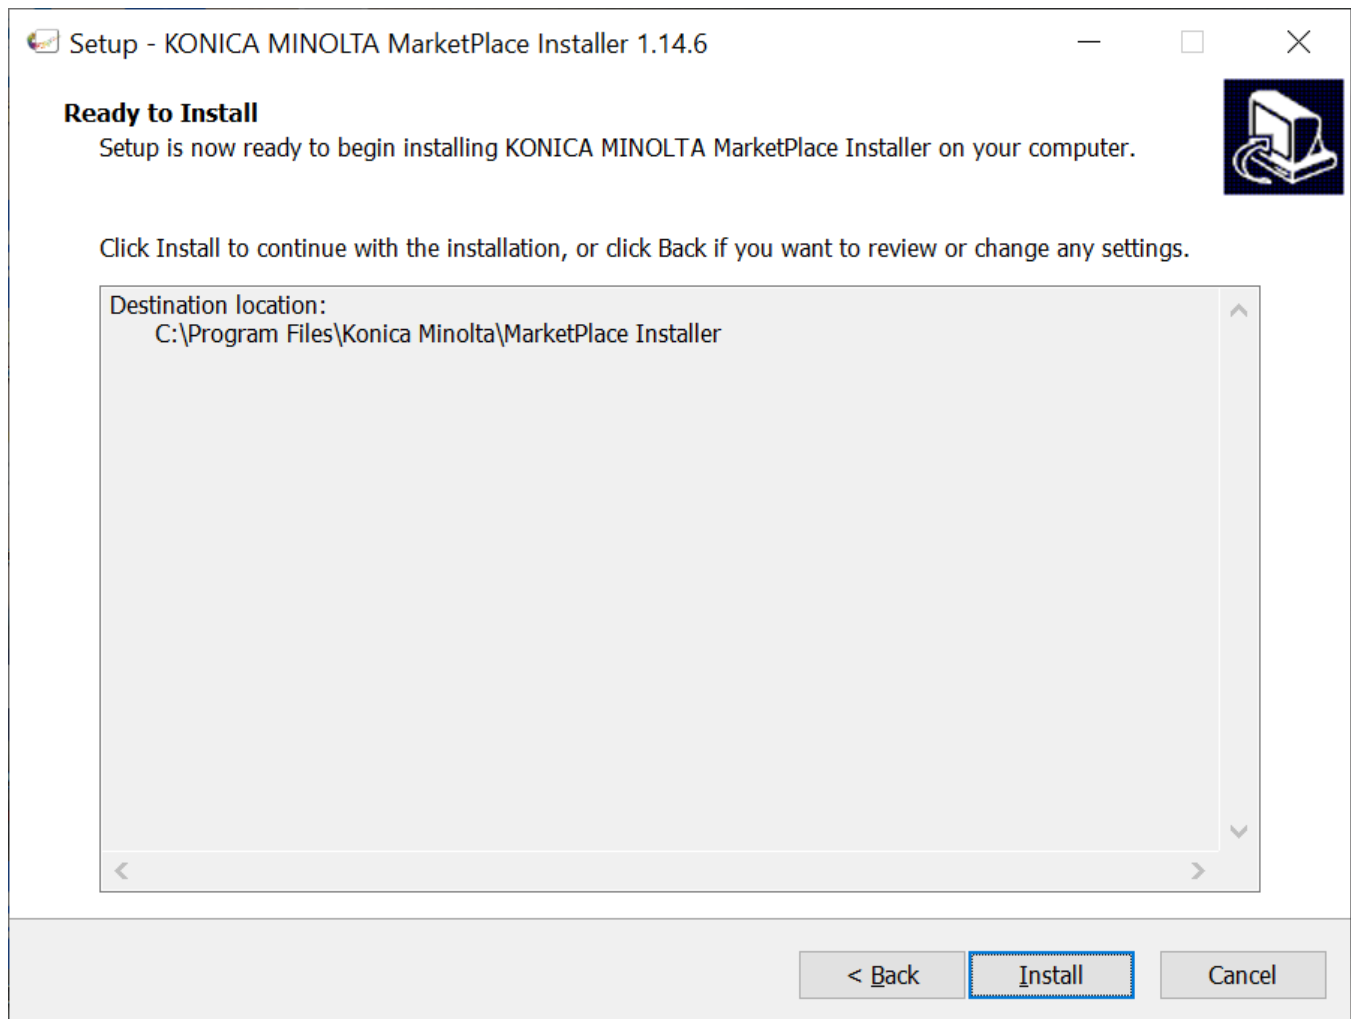 Setup - KONICA MINOLTA MarketPlace Installer 1.14.6
Ready to Install
Setup is now ready to begin installing KONICA MINOLTA MarketPlace Installer on your computer.
Click Install to continue with the installation, or click Back if you want to review or change any settings.
Destination location:
C:\Program Files\Konica Minolta\MarketPlace Installer
< Back
Install
Cancel